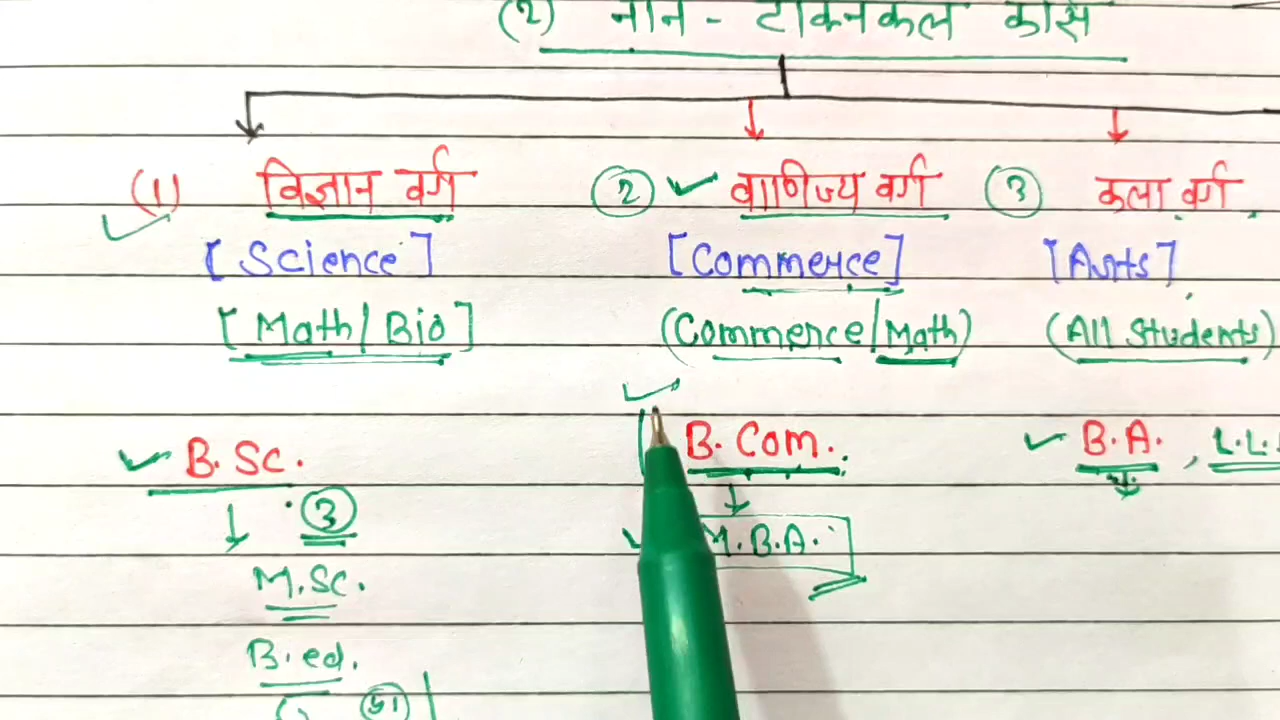 (2) नॉन - टेक्निकल कोर्स
(1) विज्ञान वर्ग
[Science]
[Math/Bio]
B.Sc.
3
M.Sc.
B.ed.
2 वाणिज्य वर्ग
[Commerce]
(Commerce/Math)
B. Com.
M.B.A.
3 कला वर्ग
[Arts]
(All Students)
B.A. , L.L.